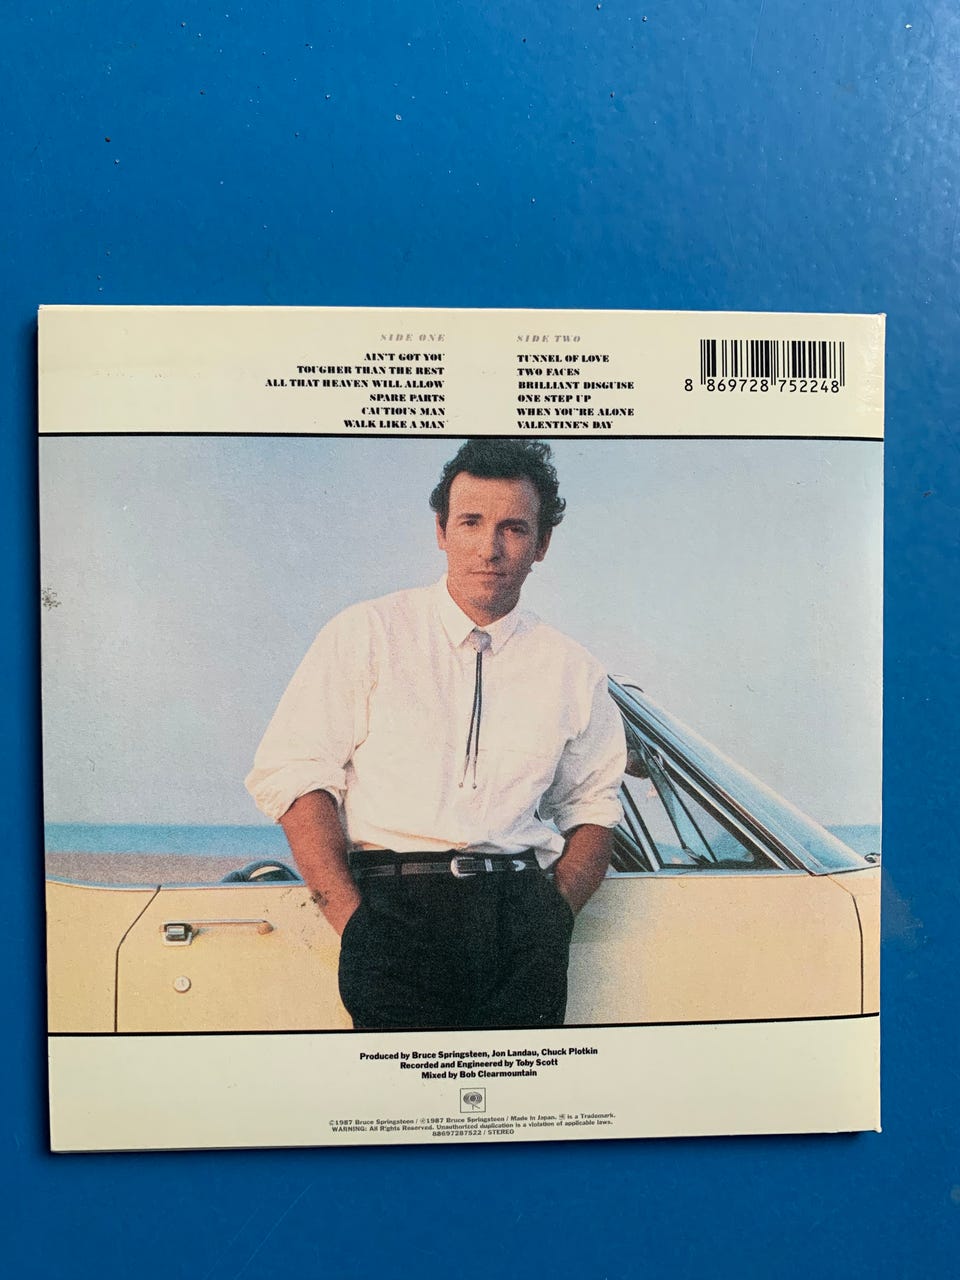 SIDE ONE
AIN'T GOT YOU
TOUGHER THAN THE REST
ALL THAT HEAVEN WILL ALLOW
SPARE PARTS
CAUTIOUS MAN
WALK LIKE A MAN
SIDE TWO
TUNNEL OF LOVE
TWO FACES
BRILLIANT DISGUISE
ONE STEP UP
WHEN YOU'RE ALONE
VALENTINE'S DAY
8 869728 752248
Produced by Bruce Springsteen, Jon Landau, Chuck Plotkin
Recorded and Engineered by Toby Scott
Mixed by Bob Clearmountain
©1987 Bruce Springsteen / ℗1987 Bruce Springsteen / Made in Japan. is a Trademark.
WARNING: All Rights Reserved. Unauthorized duplication is a violation of applicable laws.
88697287522 / STEREO